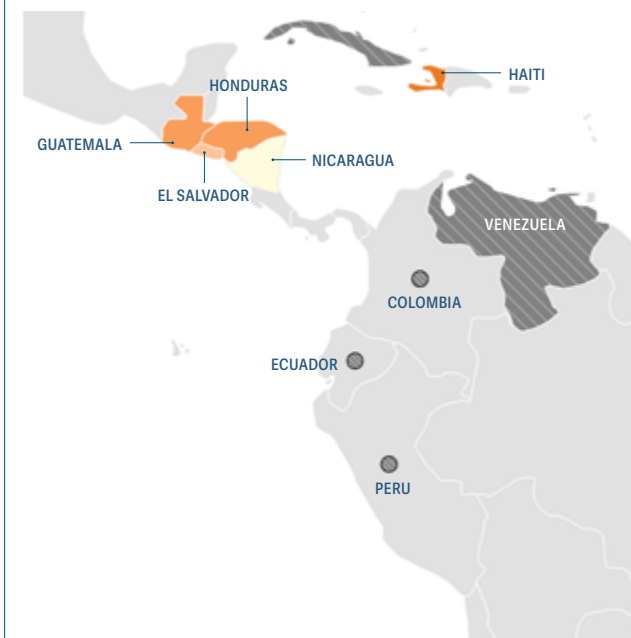 HAITI
HONDURAS
GUATEMALA
NICARAGUA
EL SALVADOR
VENEZUELA
COLOMBIA
ECUADOR
PERU